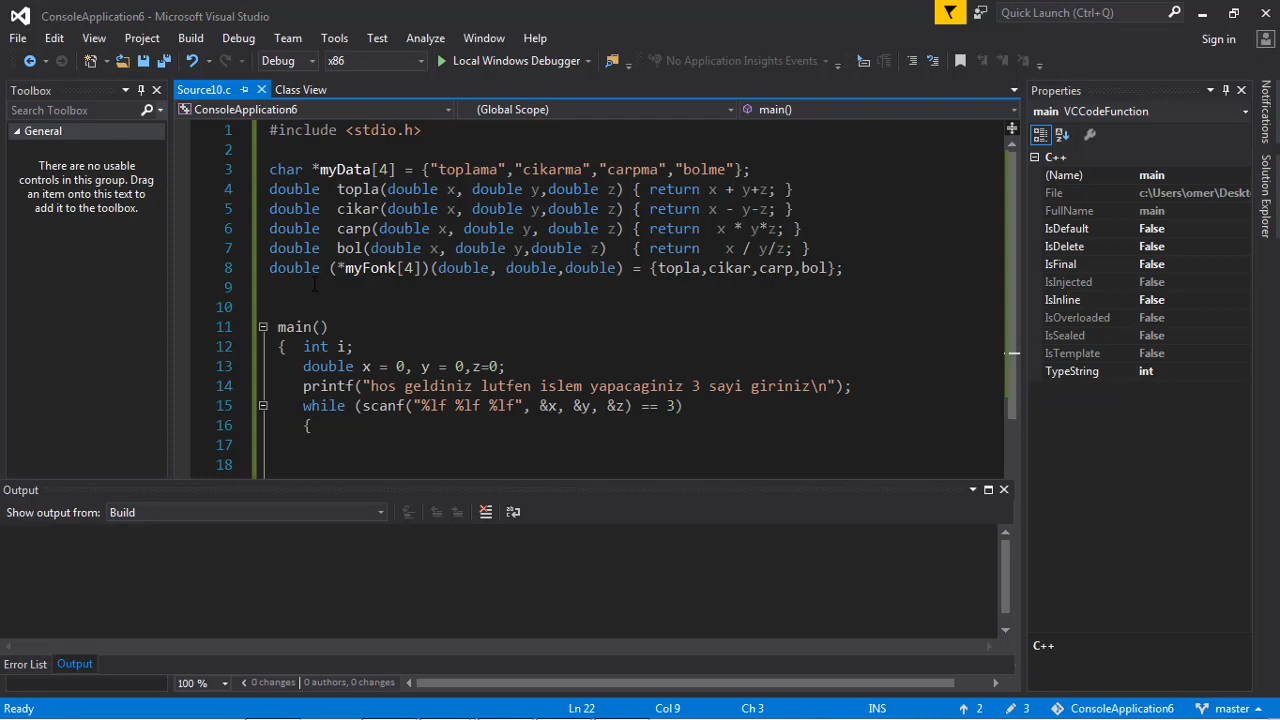 ConsoleApplication6 - Microsoft Visual Studio
Quick Launch (Ctrl+Q)
File Edit View Project Build Debug Team Tools Test Analyze Window Help
Sign in
Debug x86 Local Windows Debugger No Application Insights Events
Toolbox
Search Toolbox
General
There are no usable
controls in this group. Drag
an item onto this text to
add it to the toolbox.
Source10.c Class View
ConsoleApplication6 (Global Scope) main()
1 #include <stdio.h>
2
3 char *myData[4] = {"toplama","cikarma","carpma","bolme"};
4 double  topla(double x, double y,double z) { return x + y+z; }
5 double  cikar(double x, double y,double z) { return x - y-z; }
6 double  carp(double x, double y, double z) { return  x * y*z; }
7 double  bol(double x, double y,double z)   { return   x / y/z; }
8 double (*myFonk[4])(double, double,double) = {topla,cikar,carp,bol};
9
10
11 main()
12 {  int i;
13 double x = 0, y = 0,z=0;
14 printf("hos geldiniz lutfen islem yapacaginiz 3 sayi giriniz\n");
15 while (scanf("%lf %lf %lf", &x, &y, &z) == 3)
16 {
17
18
Output
Show output from: Build
Error List Output
100 % 0 changes | 0 authors, 0 changes
Properties
main VCCodeFunction
C++
(Name) main
File c:\Users\omer\Deskt
FullName main
IsDefault False
IsDelete False
IsFinal False
IsInjected False
IsInline False
IsOverloaded False
IsSealed False
IsTemplate False
TypeString int
C++
Notifications
Solution Explorer
Team Explorer
Ready Ln 22 Col 9 Ch 3 INS 2 3 ConsoleApplication6 master